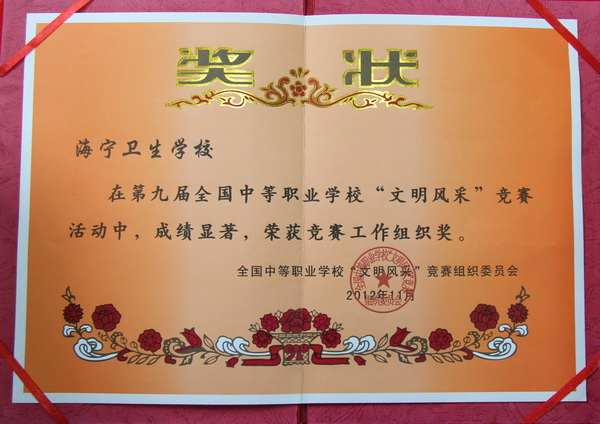 奖状
海宁卫生学校
在第九届全国中等职业学校“文明风采”竞赛
活动中，成绩显著，荣获竞赛工作组织奖。
全国中等职业学校“文明风采”竞赛组织委员会
2012年11月